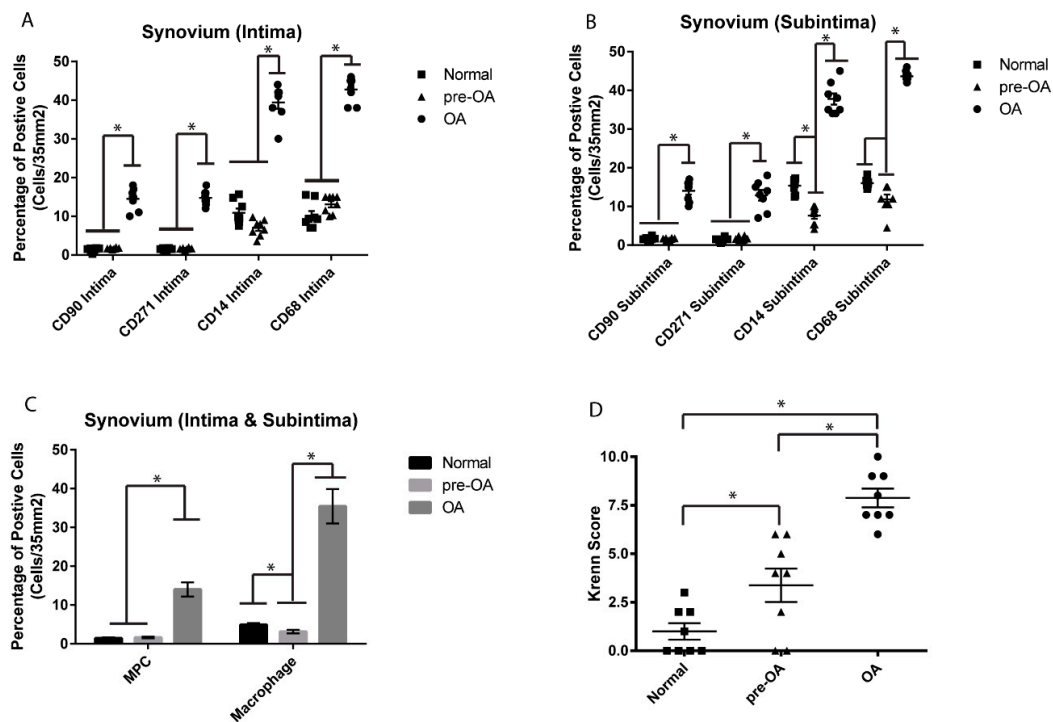 A
Synovium (Intima)
Percentage of Postive Cells
(Cells/35mm2)
50
40
30
20
10
0
*
*
*
*
Normal
pre-OA
OA
CD90 Intima
CD271 Intima
CD14 Intima
CD68 Intima
B
Synovium (Subintima)
Percentage of Postive Cells
(Cells/35mm2)
50
40
30
20
10
0
*
*
*
*
*
*
Normal
pre-OA
OA
CD90 Subintima
CD271 Subintima
CD14 Subintima
CD68 Subintima
C
Synovium (Intima & Subintima)
Percentage of Postive Cells
(Cells/35mm2)
50
40
30
20
10
0
*
*
*
Normal
pre-OA
OA
MPC
Macrophage
D
Krenn Score
10.0
7.5
5.0
2.5
0.0
*
*
*
Normal
pre-OA
OA